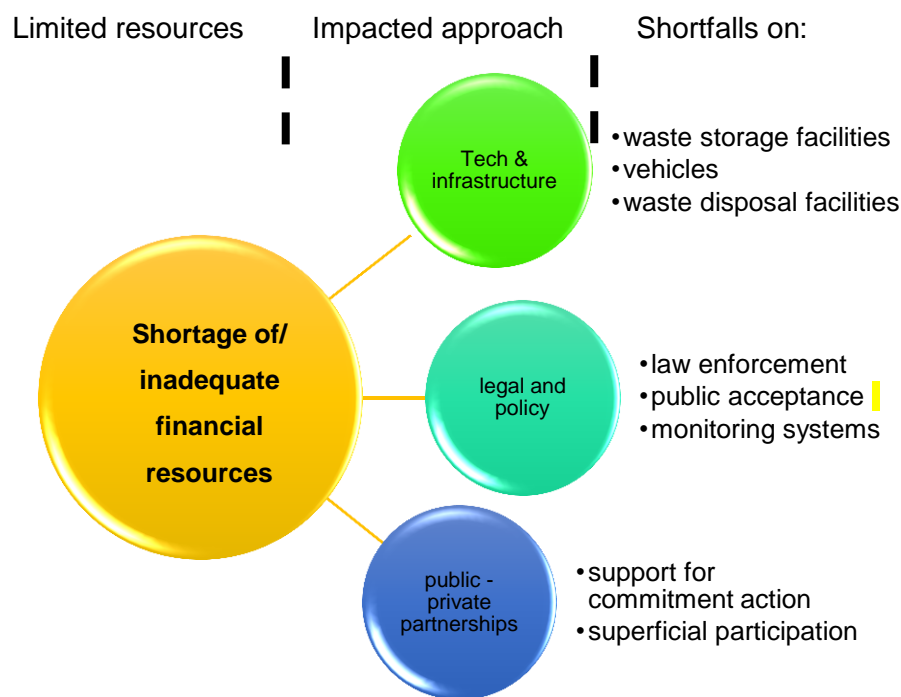 Limited resources
Impacted approach
Shortfalls on:
Tech &
infrastructure
•waste storage facilities
•vehicles
•waste disposal facilities
Shortage of/
inadequate
financial
resources
legal and
policy
•law enforcement
•public acceptance
•monitoring systems
public -
private
partnerships
•support for
commitment action
•superficial participation